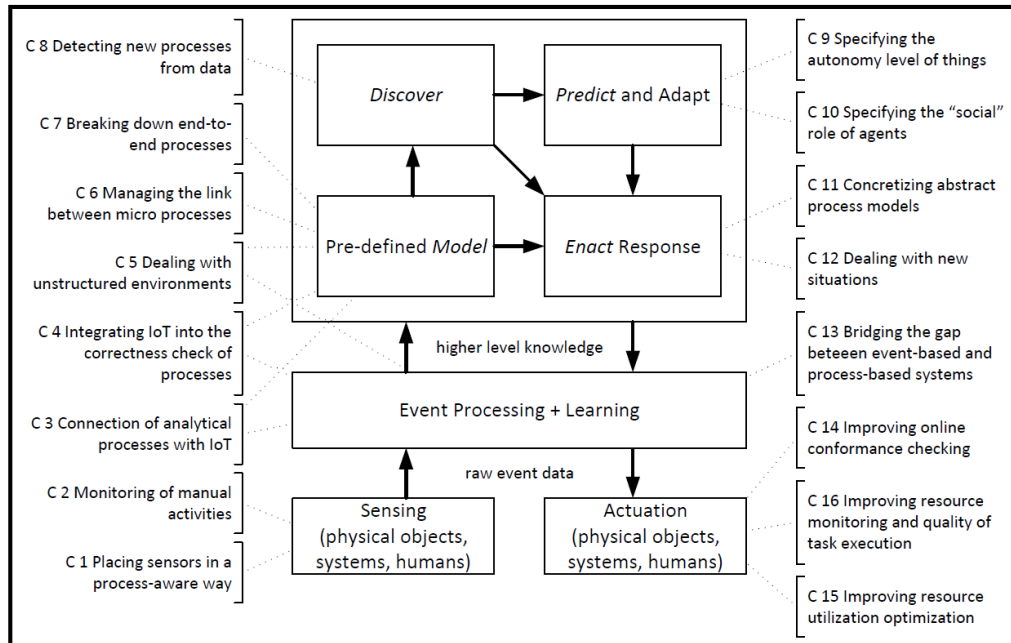 C 8 Detecting new processes
from data
C 7 Breaking down end-to-
end processes
C 6 Managing the link
between micro processes
C 5 Dealing with
unstructured environments
C 4 Integrating IoT into the
correctness check of
processes
C 3 Connection of analytical
processes with IoT
C 2 Monitoring of manual
activities
C 1 Placing sensors in a
process-aware way
Discover
Predict and Adapt
Pre-defined Model
Enact Response
higher level knowledge
Event Processing + Learning
raw event data
Sensing
(physical objects,
systems, humans)
Actuation
(physical objects,
systems, humans)
C 9 Specifying the
autonomy level of things
C 10 Specifying the “social”
role of agents
C 11 Concretizing abstract
process models
C 12 Dealing with new
situations
C 13 Bridging the gap
beteeen event-based and
process-based systems
C 14 Improving online
conformance checking
C 16 Improving resource
monitoring and quality of
task execution
C 15 Improving resource
utilization optimization